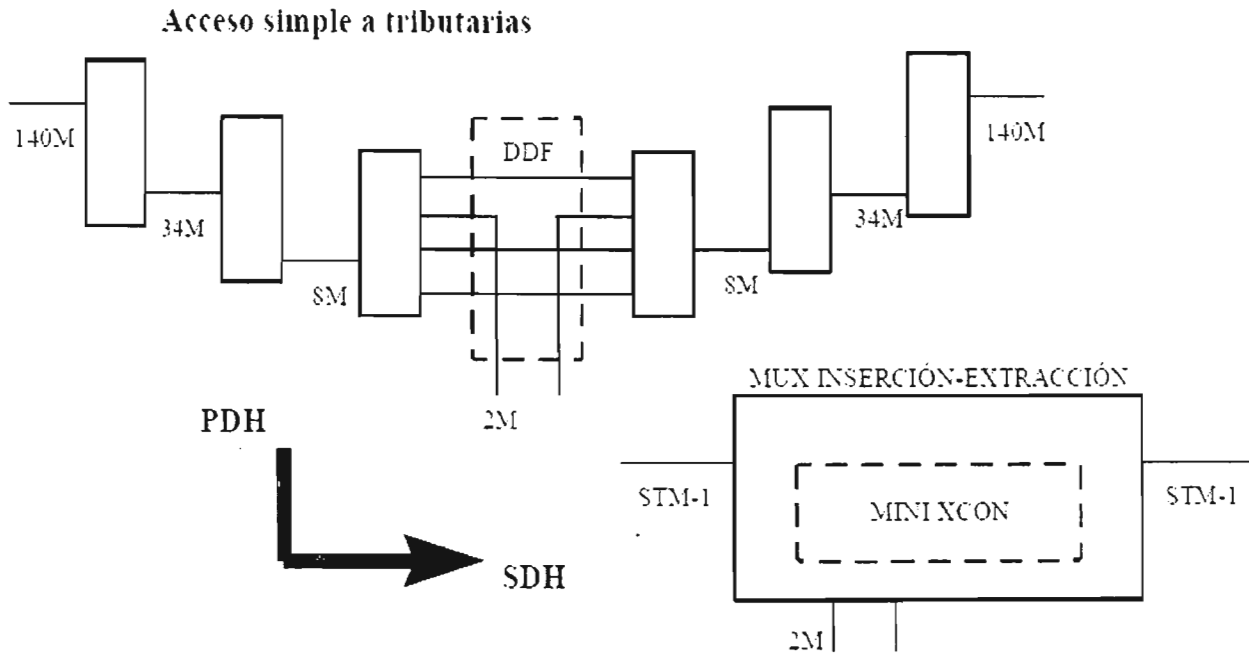 Acceso simple a tributarias
140M
34M
8M
DDF
2M
8M
34M
140M
PDH
SDH
MUX INSERCIÓN-EXTRACCIÓN
STM-1
MINI XCON
STM-1
2M